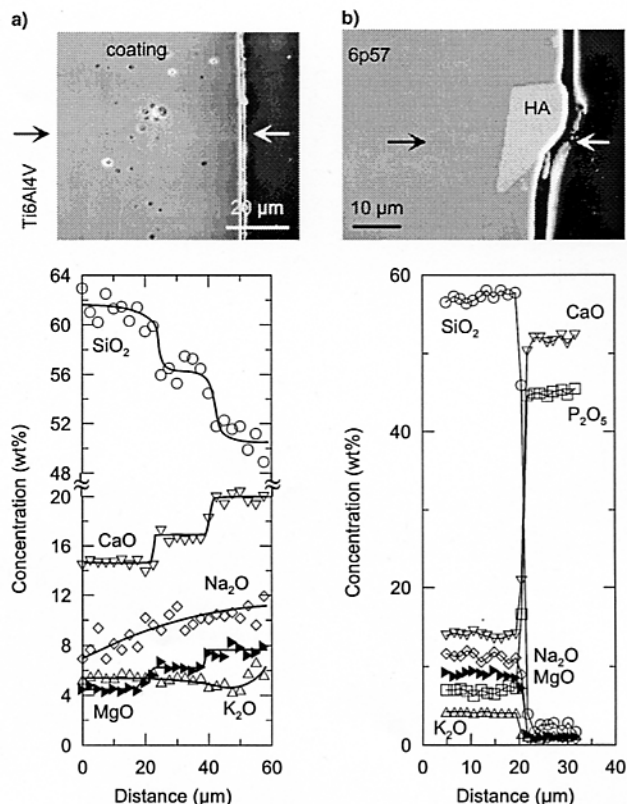 a)
coating
Ti6Al4V
20 µm
b)
6p57
HA
10 µm
64
60
56
52
48
20
16
12
8
4
0
SiO₂
CaO
Na₂O
MgO
K₂O
Concentration (wt%)
0 20 40 60
Distance (µm)
60
40
20
0
SiO₂
CaO
P₂O₅
Na₂O
MgO
K₂O
Concentration (wt%)
0 10 20 30 40
Distance (µm)